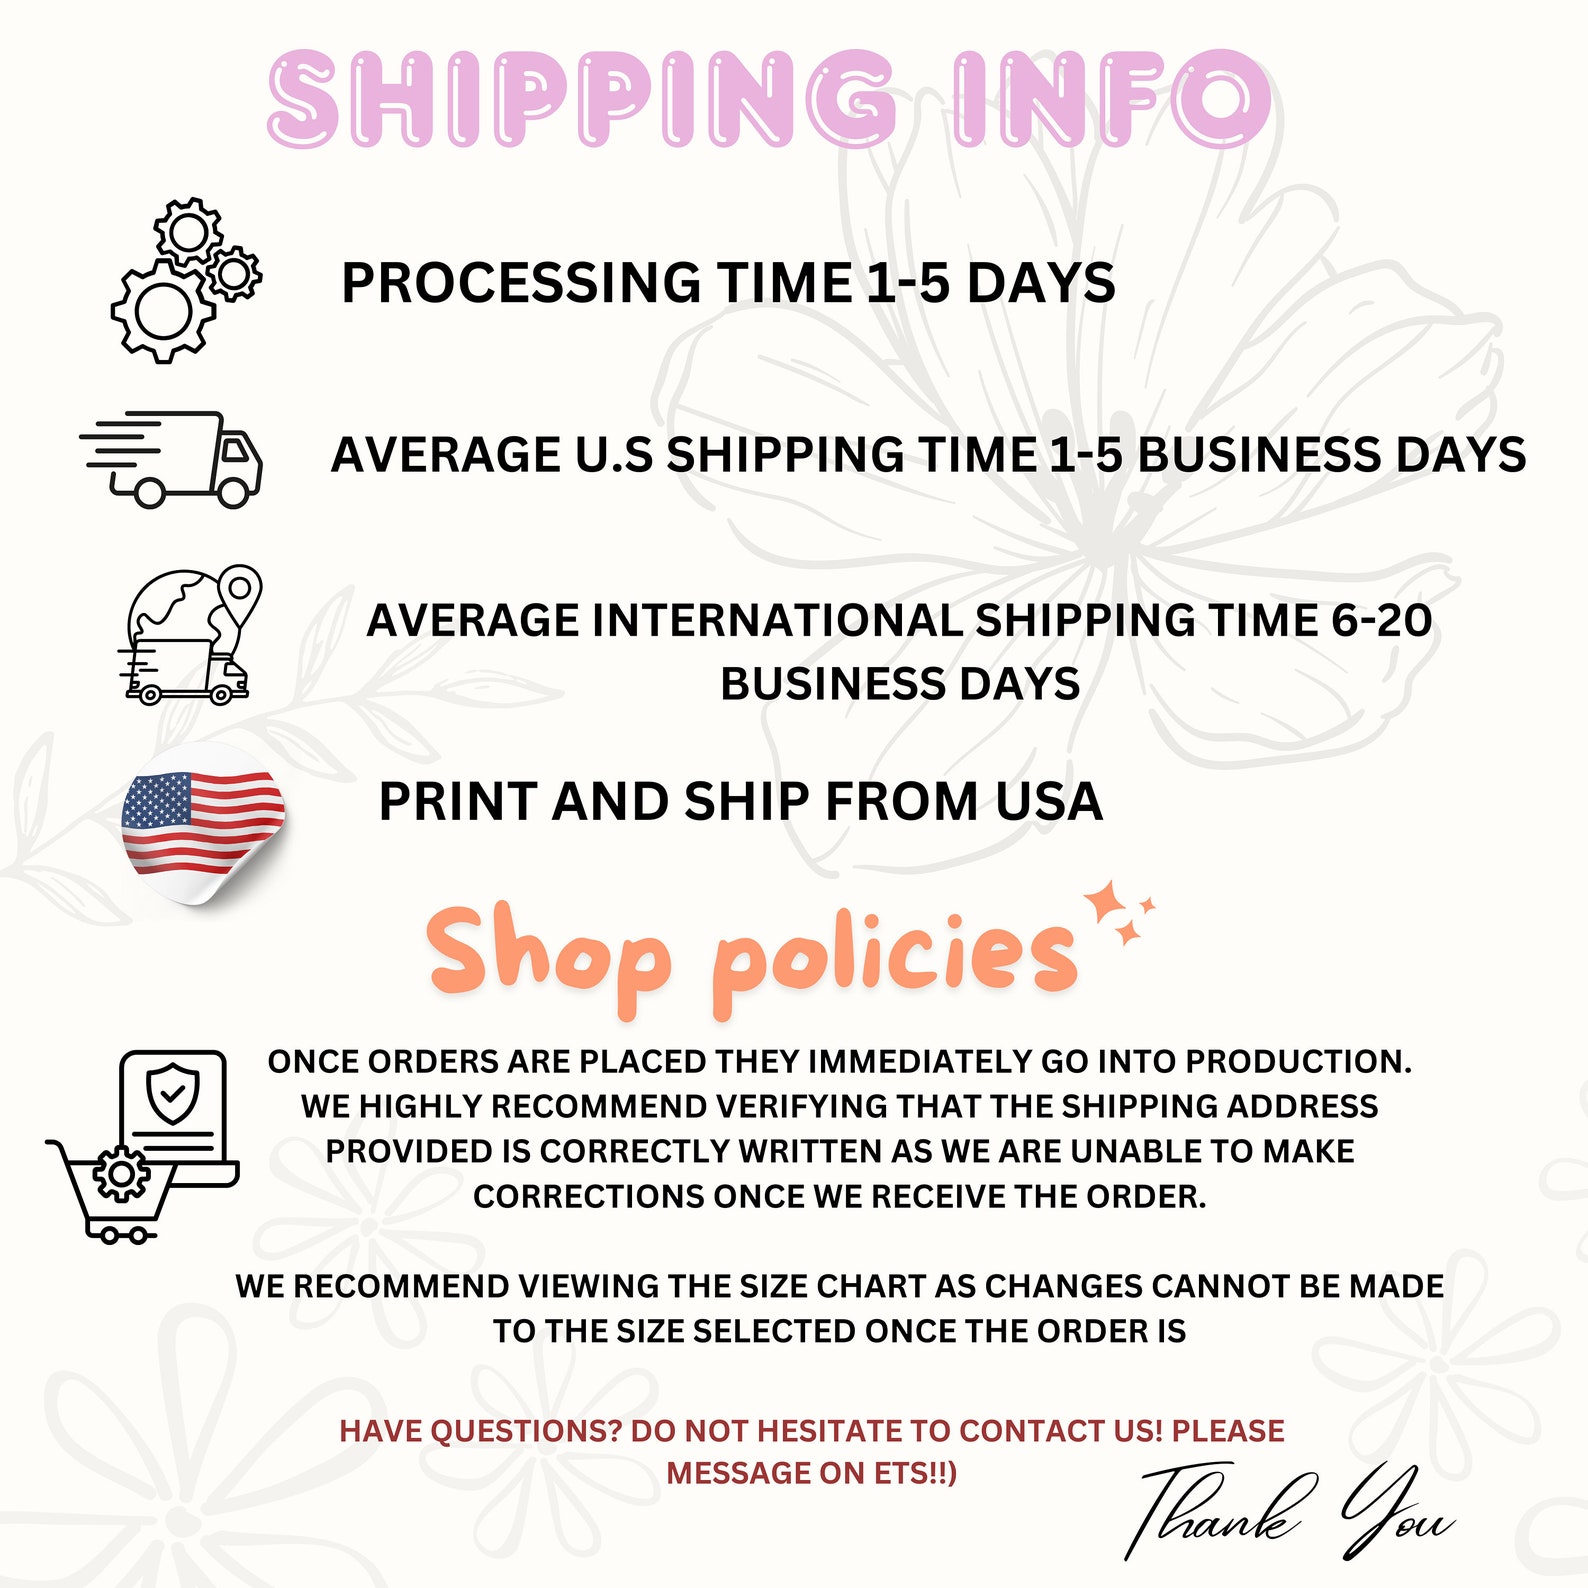 SHIPPING INFO
PROCESSING TIME 1-5 DAYS
AVERAGE U.S SHIPPING TIME 1-5 BUSINESS DAYS
AVERAGE INTERNATIONAL SHIPPING TIME 6-20
BUSINESS DAYS
PRINT AND SHIP FROM USA
Shop policies
ONCE ORDERS ARE PLACED THEY IMMEDIATELY GO INTO PRODUCTION.
WE HIGHLY RECOMMEND VERIFYING THAT THE SHIPPING ADDRESS
PROVIDED IS CORRECTLY WRITTEN AS WE ARE UNABLE TO MAKE
CORRECTIONS ONCE WE RECEIVE THE ORDER.
WE RECOMMEND VIEWING THE SIZE CHART AS CHANGES CANNOT BE MADE
TO THE SIZE SELECTED ONCE THE ORDER IS
HAVE QUESTIONS? DO NOT HESITATE TO CONTACT US! PLEASE
MESSAGE ON ETS!!)
Thank You